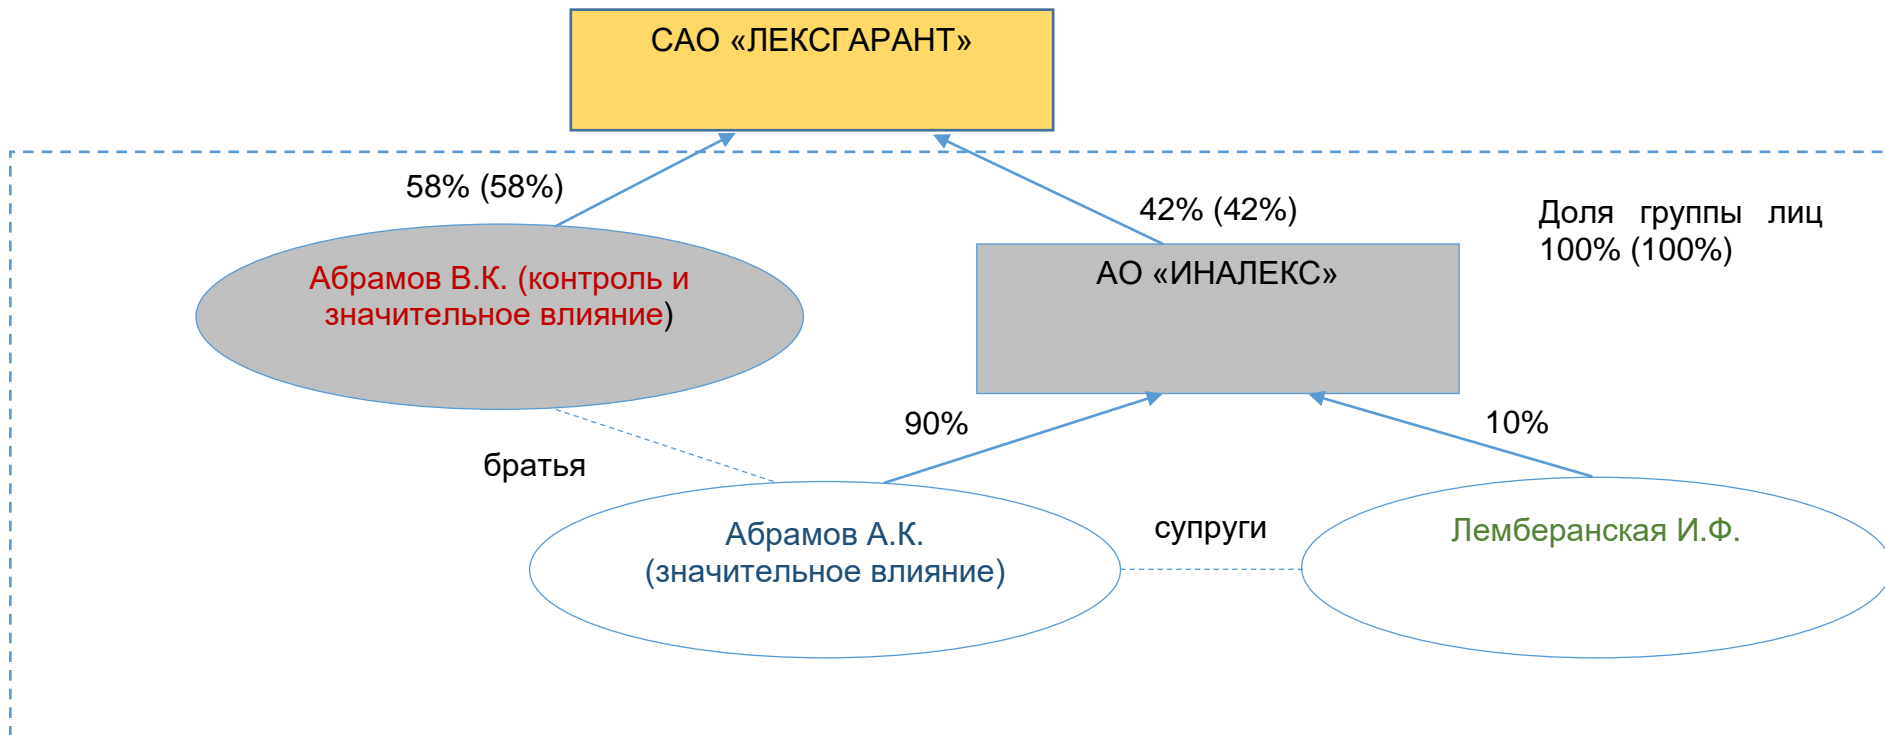 САО «ЛЕКСГАРАНТ»
58% (58%)
42% (42%)
Доля группы лиц
100% (100%)
Абрамов В.К. (контроль и
значительное влияние)
АО «ИНАЛЕКС»
90%
10%
братья
Абрамов А.К.
(значительное влияние)
супруги
Лемберанская И.Ф.